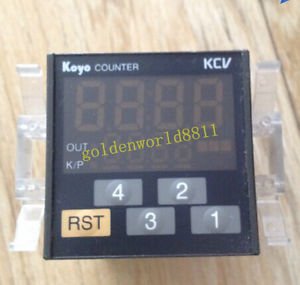 Koyo COUNTER KCV
OUT
goldenworld8811
K/P
4 2
RST 3 1